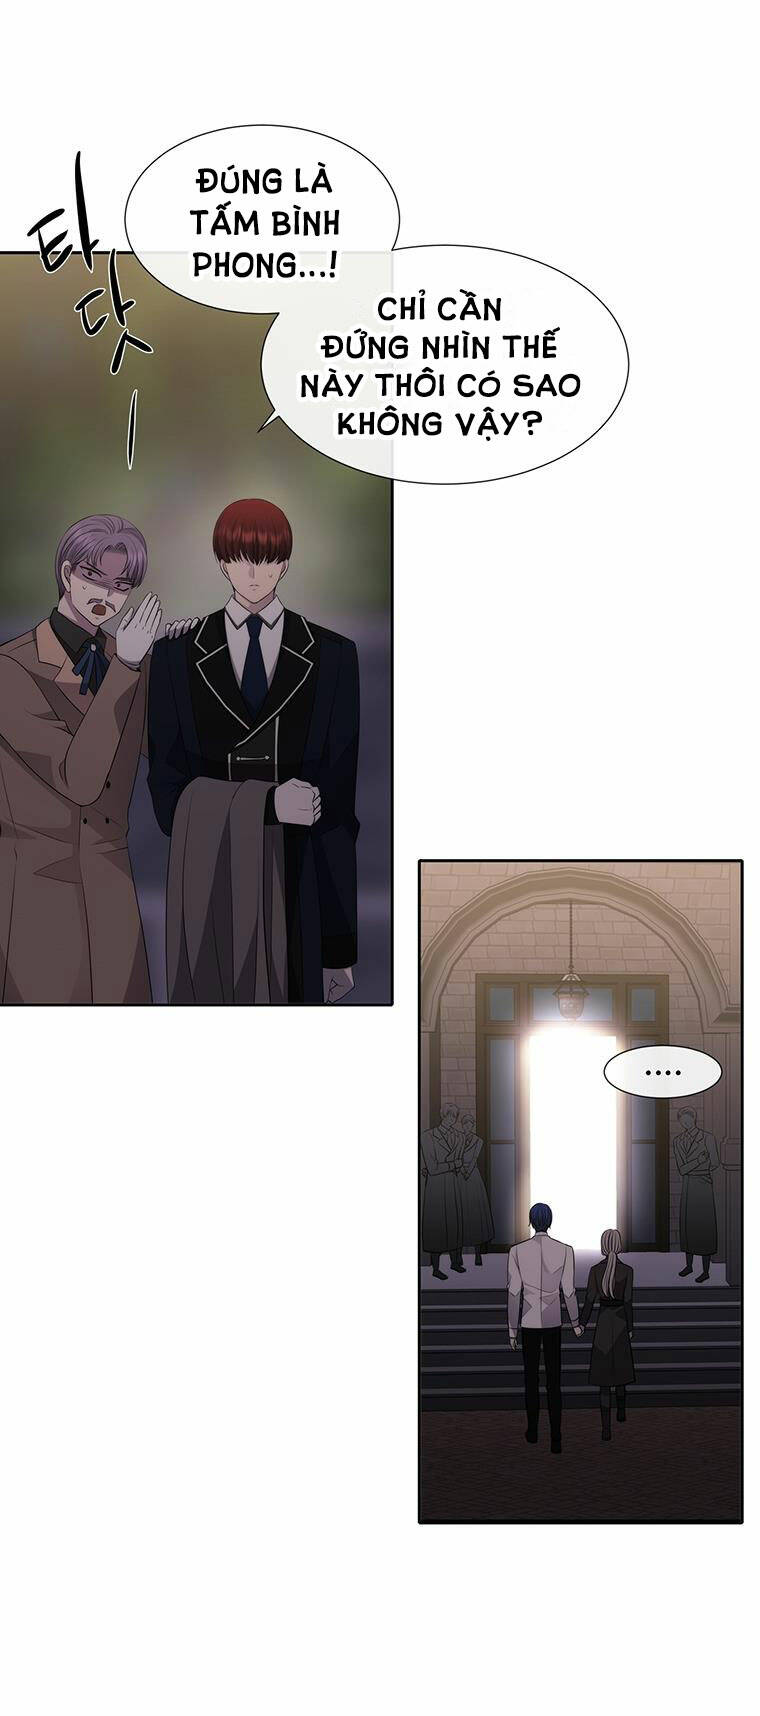 ĐÚNG LÀ
TẤM BÌNH
PHONG...!
CHỈ CẦN
ĐỨNG NHÌN THẾ
NÀY THÔI CÓ SAO
KHÔNG VẬY?
타
닷
....